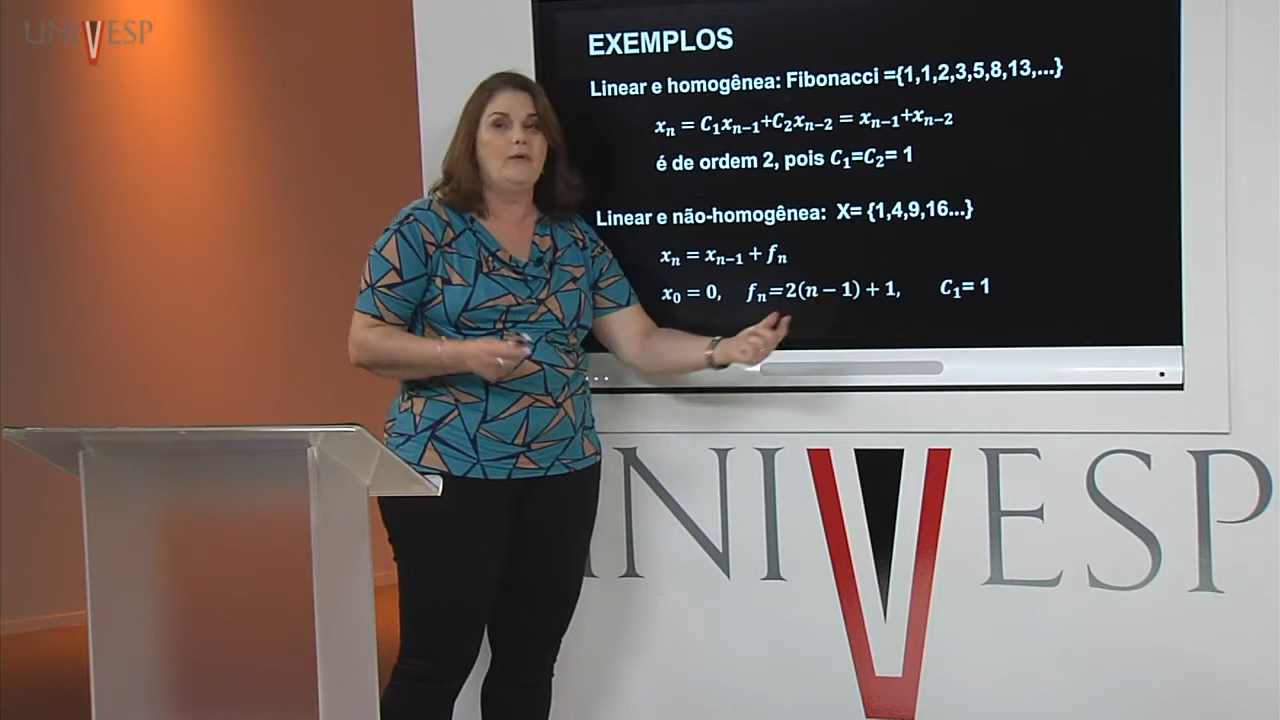 UNIVESP
EXEMPLOS
Linear e homogênea: Fibonacci ={1,1,2,3,5,8,13,...}
xₙ = C₁xₙ₋₁+C₂xₙ₋₂ = xₙ₋₁+xₙ₋₂
é de ordem 2, pois C₁=C₂= 1
Linear e não-homogênea: X= {1,4,9,16...}
xₙ = xₙ₋₁ + fₙ
x₀ = 0, fₙ=2(n − 1) + 1, C₁= 1
UNIVESP